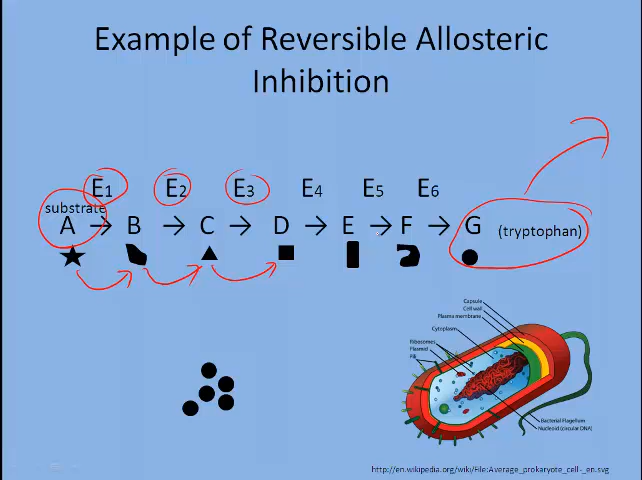 Example of Reversible Allosteric
Inhibition
E1 E2 E3 E4 E5 E6
substrate
A → B → C → D → E → F → G (tryptophan)
Capsule
Cell wall
Plasma membrane
Cytoplasm
Ribosomes
Plasmid
Pili
Bacterial Flagellum
Nucleoid (circular DNA)
http://en.wikipedia.org/wiki/File:Average_prokaryote_cell-_en.svg